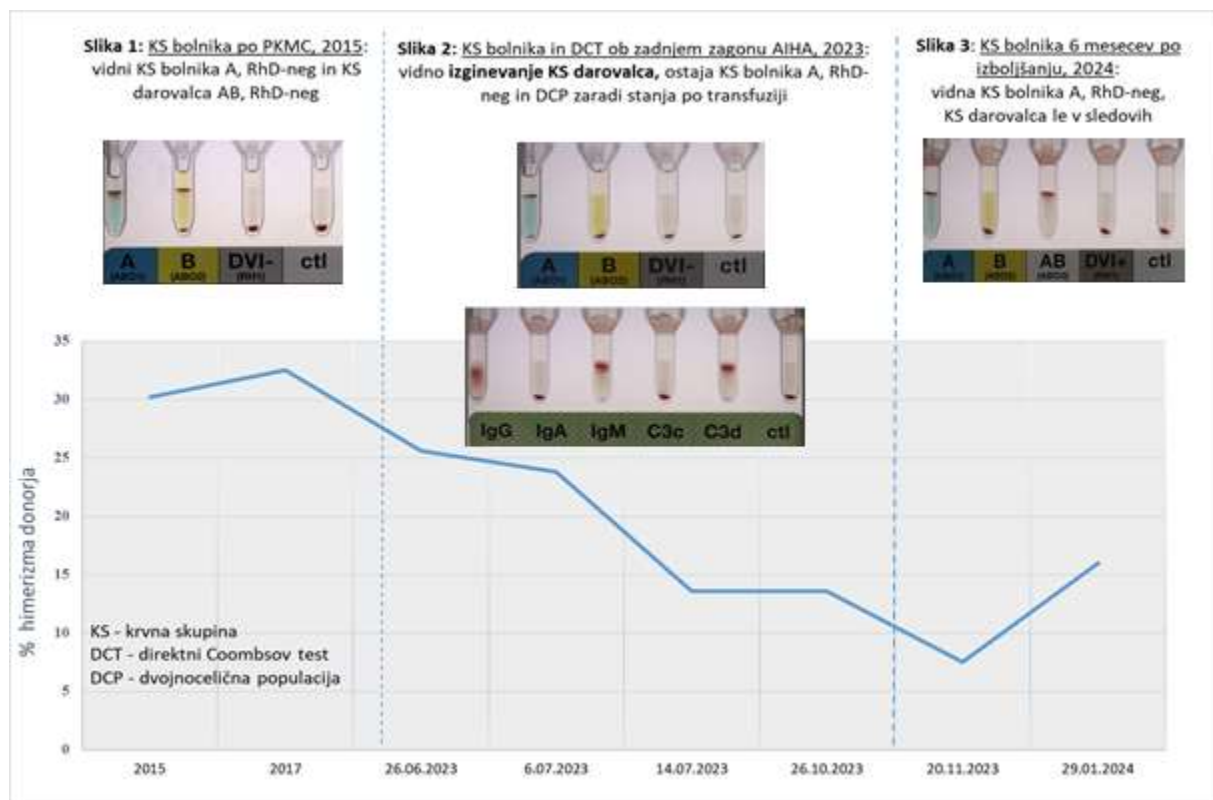 Slika 1: KS bolnika po PKMC, 2015:
vidni KS bolnika A, RhD-neg in KS
darovalca AB, RhD-neg
Slika 2: KS bolnika in DCT ob zadnjem zagonu AIHA, 2023:
vidno izginevanje KS darovalca, ostaja KS bolnika A, RhD-
neg in DCP zaradi stanja po transfuziji
Slika 3: KS bolnika 6 mesecev po
izboljšanju, 2024:
vidna KS bolnika A, RhD-neg,
KS darovalca le v sledovih
A B DVI- ctl
A B DVI- ctl
A B AB DVI+ ctl
IgG IgA IgM C3c C3d ctl
% himerizma donorja
35
30
25
20
15
10
5
0
KS - krvna skupina
DCT - direktni Coombsov test
DCP - dvojnocelična populacija
2015 2017 26.06.2023 6.07.2023 14.07.2023 26.10.2023 20.11.2023 29.01.2024